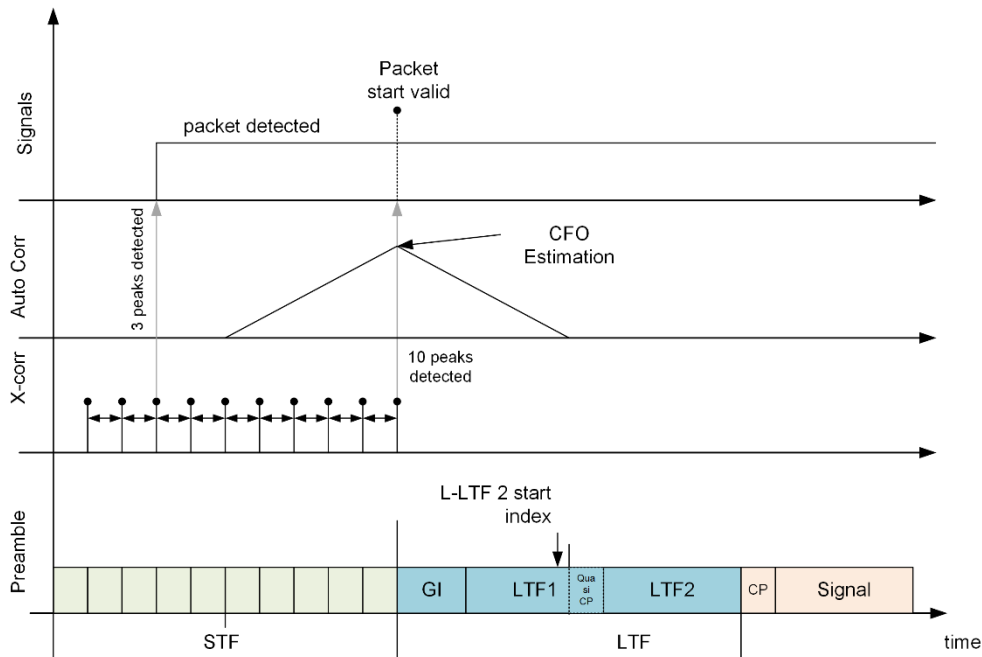 Signals
Packet
start valid
packet detected
3 peaks detected
Auto Corr
CFO
Estimation
X-corr
10 peaks
detected
L-LTF 2 start
index
Preamble
GI
LTF1
Qua
si
CP
LTF2
CP
Signal
STF
LTF
time